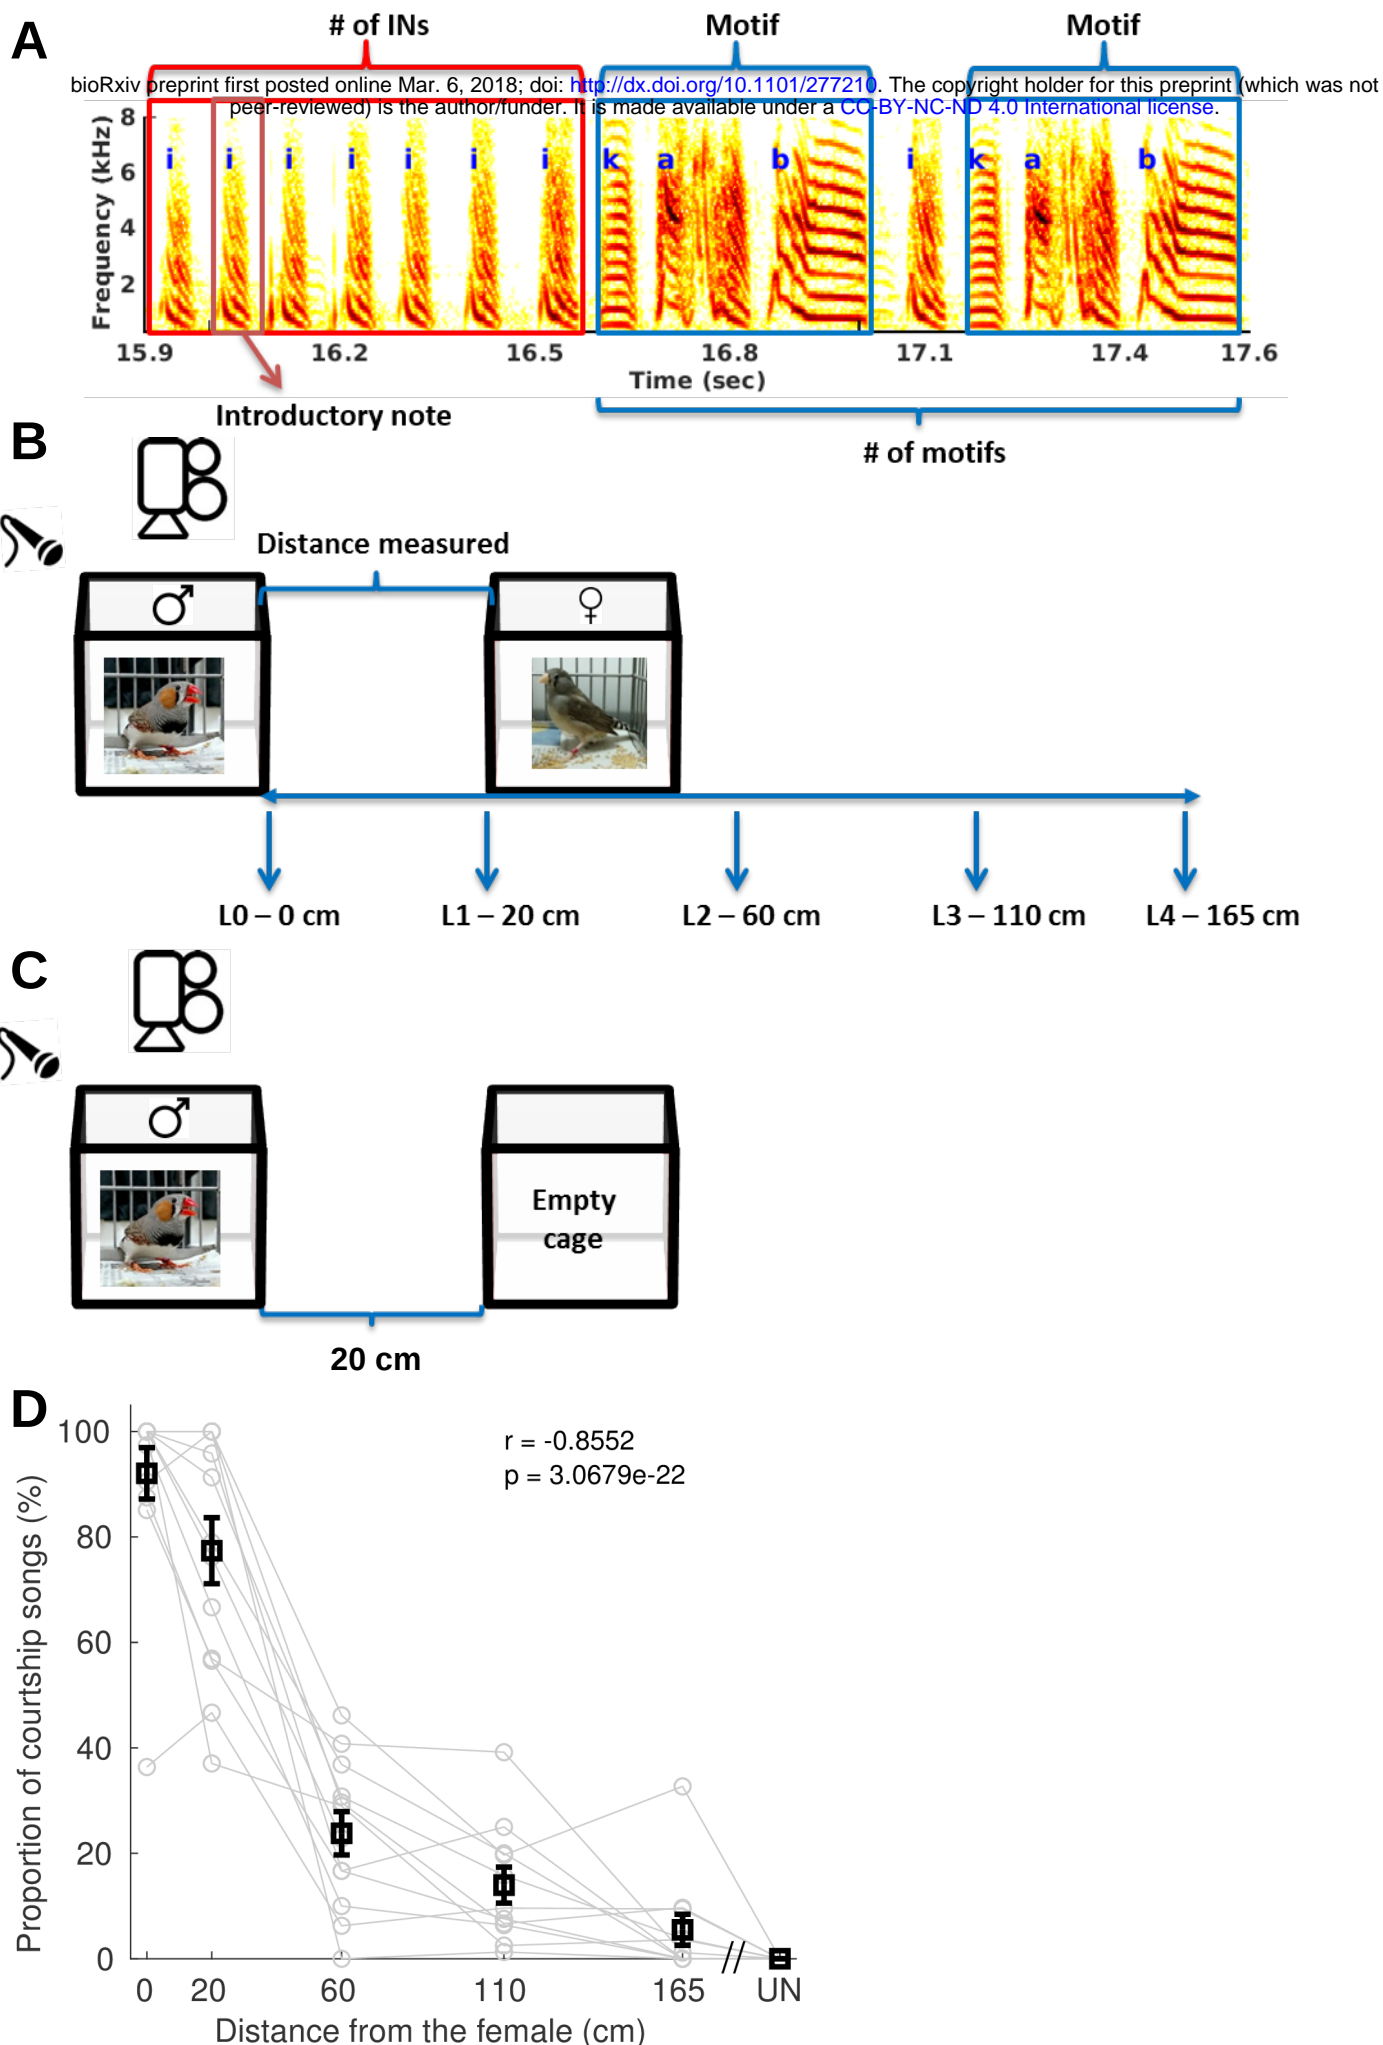 A
# of INs Motif Motif
bioRxiv preprint first posted online Mar. 6, 2018; doi: http://dx.doi.org/10.1101/277210. The copyright holder for this preprint (which was not
peer-reviewed) is the author/funder. It is made available under a CC-BY-NC-ND 4.0 International license.
Frequency (kHz)
8
6
4
2
i i i i i i i k a b i k a b
15.9 16.2 16.5 16.8 17.1 17.4 17.6
Time (sec)
Introductory note
# of motifs
B
Distance measured
♂ ♀
L0 – 0 cm L1 – 20 cm L2 – 60 cm L3 – 110 cm L4 – 165 cm
C
♂
Empty
cage
20 cm
D
r = -0.8552
p = 3.0679e-22
Proportion of courtship songs (%)
100
80
60
40
20
0
0 20 60 110 165 // UN
Distance from the female (cm)